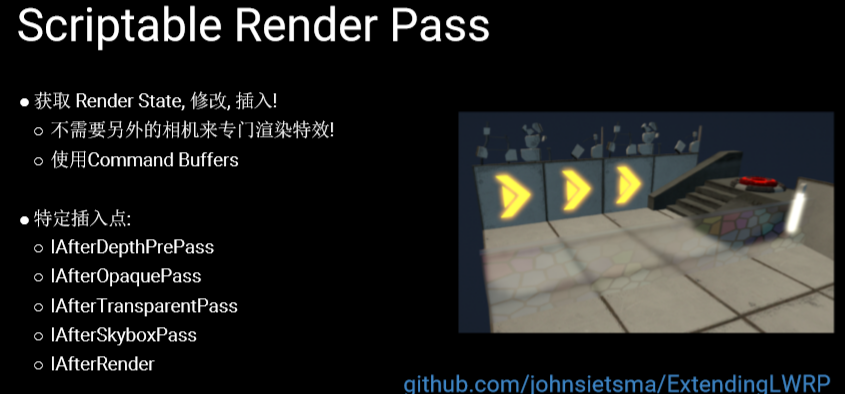 Scriptable Render Pass
● 获取 Render State, 修改, 插入!
○ 不需要另外的相机来专门渲染特效!
○ 使用Command Buffers
● 特定插入点:
○ IAfterDepthPrePass
○ IAfterOpaquePass
○ IAfterTransparentPass
○ IAfterSkyboxPass
○ IAfterRender
github.com/johnsietsma/ExtendingLWRP